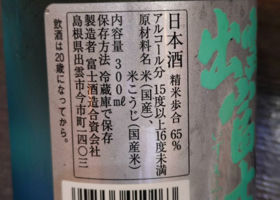 日本酒 精米歩合 65%
アルコール分 15度以上16度未満
原材料名 米(国産)、
米こうじ(国産米)
内容量 300ml
保存方法 冷蔵庫で保存
製造者 富士酒造合資会社
島根県出雲市今市町一四〇三
飲酒は20歳になってから。
出雲